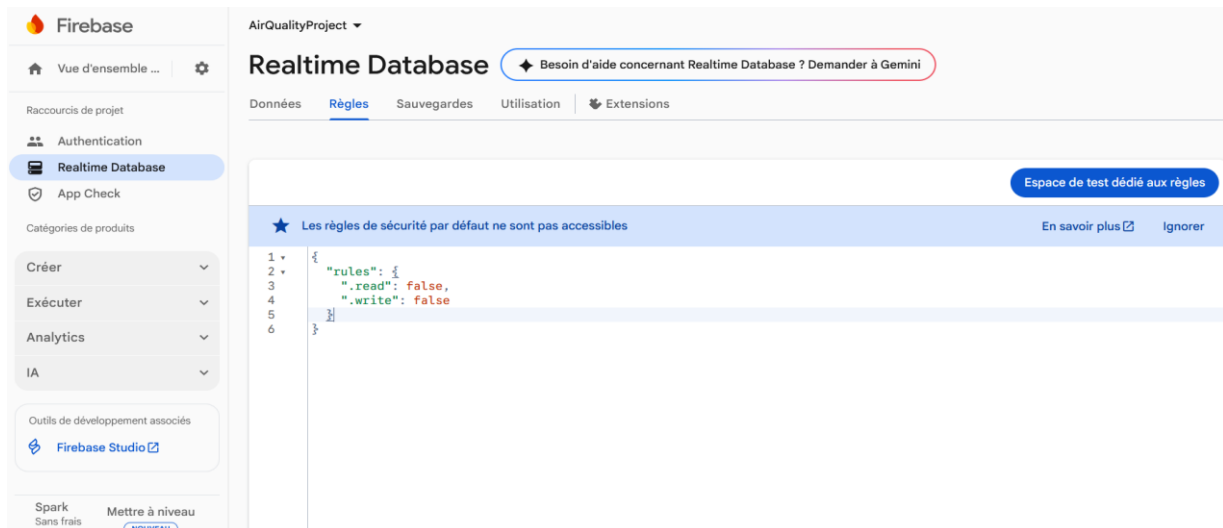 Firebase
AirQualityProject
Vue d'ensemble ...
Realtime Database
Besoin d'aide concernant Realtime Database ? Demander à Gemini
Données Règles Sauvegardes Utilisation Extensions
Raccourcis de projet
Authentication
Realtime Database
App Check
Catégories de produits
Créer
Exécuter
Analytics
IA
Outils de développement associés
Firebase Studio
Spark
Sans frais
Mettre à niveau
NOUVEAU
Espace de test dédié aux règles
Les règles de sécurité par défaut ne sont pas accessibles
En savoir plus Ignorer
1 {
2 "rules": {
3 ".read": false,
4 ".write": false
5 }
6 }